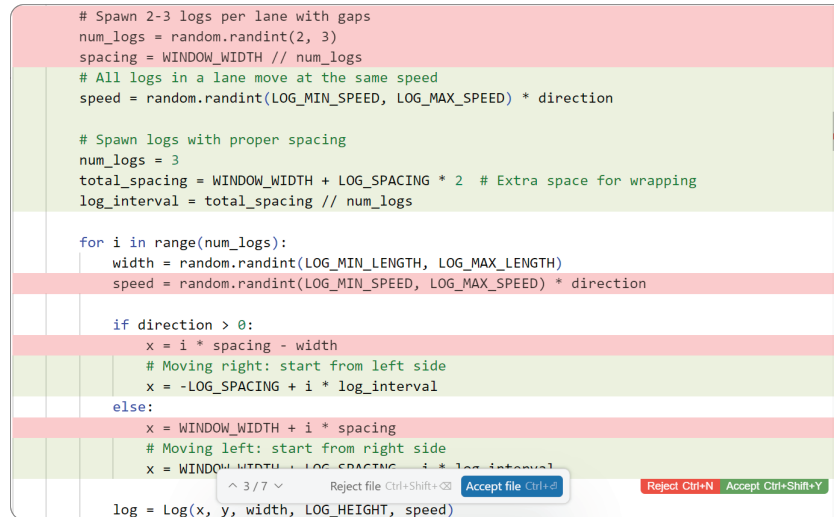 # Spawn 2-3 logs per lane with gaps
num_logs = random.randint(2, 3)
spacing = WINDOW_WIDTH // num_logs
# All logs in a lane move at the same speed
speed = random.randint(LOG_MIN_SPEED, LOG_MAX_SPEED) * direction
# Spawn logs with proper spacing
num_logs = 3
total_spacing = WINDOW_WIDTH + LOG_SPACING * 2  # Extra space for wrapping
log_interval = total_spacing // num_logs
for i in range(num_logs):
width = random.randint(LOG_MIN_LENGTH, LOG_MAX_LENGTH)
speed = random.randint(LOG_MIN_SPEED, LOG_MAX_SPEED) * direction
if direction > 0:
x = i * spacing - width
# Moving right: start from left side
x = -LOG_SPACING + i * log_interval
else:
x = WINDOW_WIDTH + i * spacing
# Moving left: start from right side
x = WINDOW_WIDTH + LOG_SPACING - i * log_interval
3 / 7 Reject file Ctrl+Shift+⌫ Accept file Ctrl+⏎
Reject Ctrl+N Accept Ctrl+Shift+Y
log = Log(x, y, width, LOG_HEIGHT, speed)